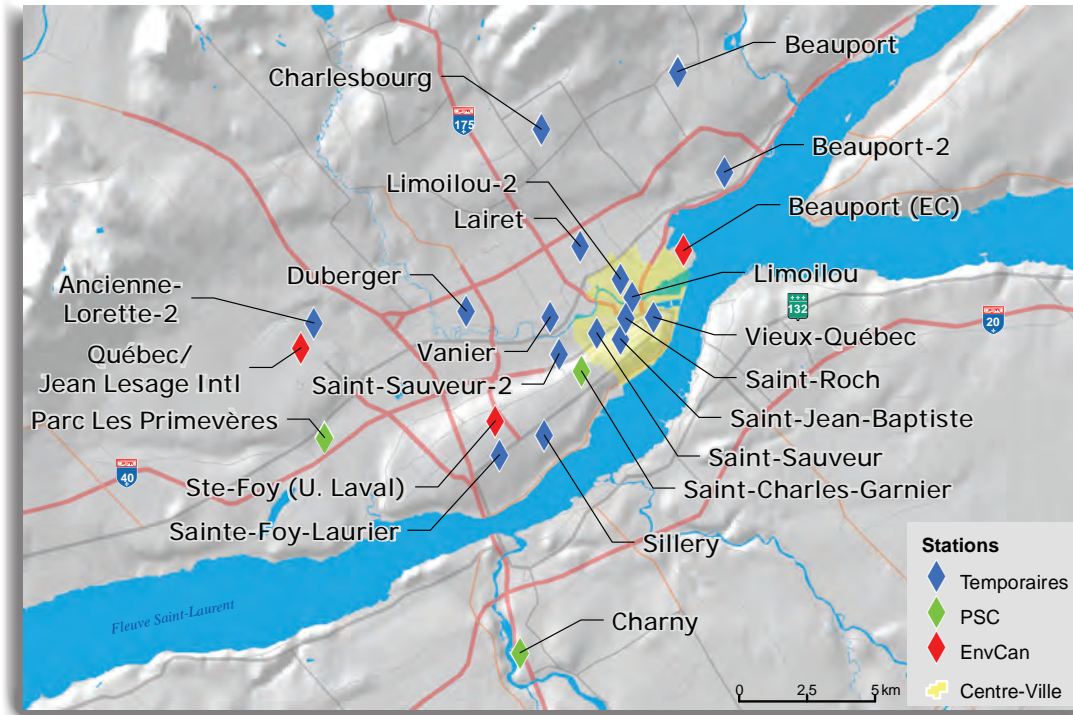 Beauport
Charlesbourg
175
Beauport-2
Limoilou-2
Beauport (EC)
Lairet
Duberger
Limoilou
Ancienne-
Lorette-2
132
20
Vieux-Québec
Québec/
Jean Lesage Intl
Vanier
Saint-Sauveur-2
Saint-Roch
Parc Les Primevères
Saint-Jean-Baptiste
40
Saint-Sauveur
Ste-Foy (U. Laval)
Saint-Charles-Garnier
Sainte-Foy-Laurier
Sillery
Fleuve Saint-Laurent
Charny
Stations
Temporaires
PSC
EnvCan
Centre-Ville
0 2,5 5 km